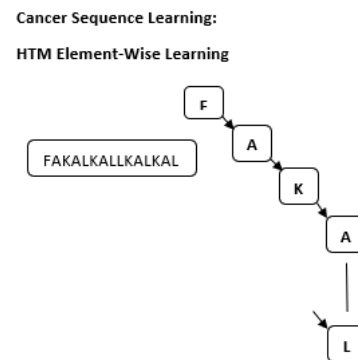 Cancer Sequence Learning:
HTM Element-Wise Learning
F
A
FAKALKALLKALKAL
K
A
L